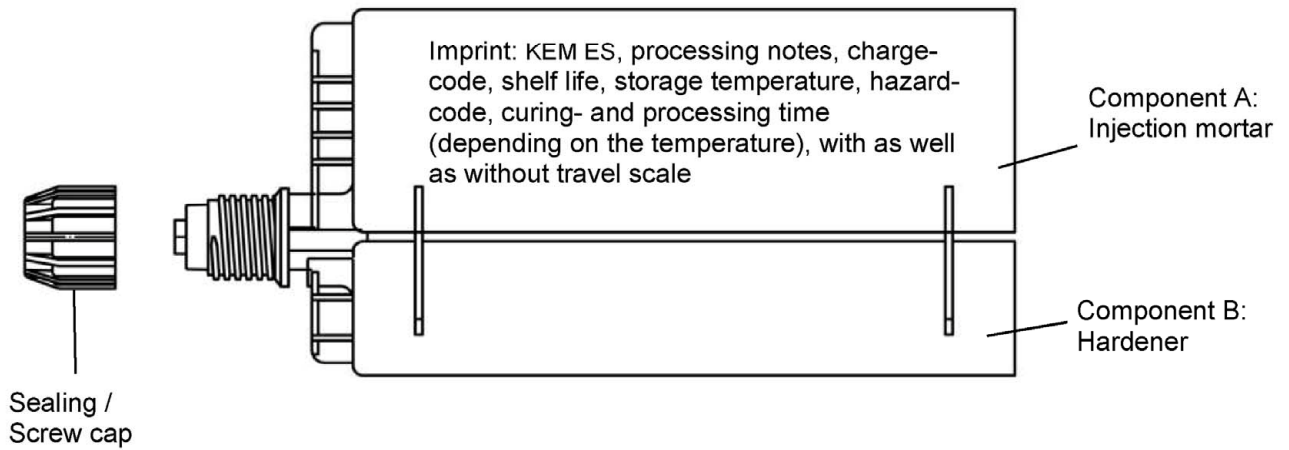 Imprint: KEM ES, processing notes, charge-
code, shelf life, storage temperature, hazard-
code, curing- and processing time
(depending on the temperature), with as well
as without travel scale
Component A:
Injection mortar
Component B:
Hardener
Sealing /
Screw cap